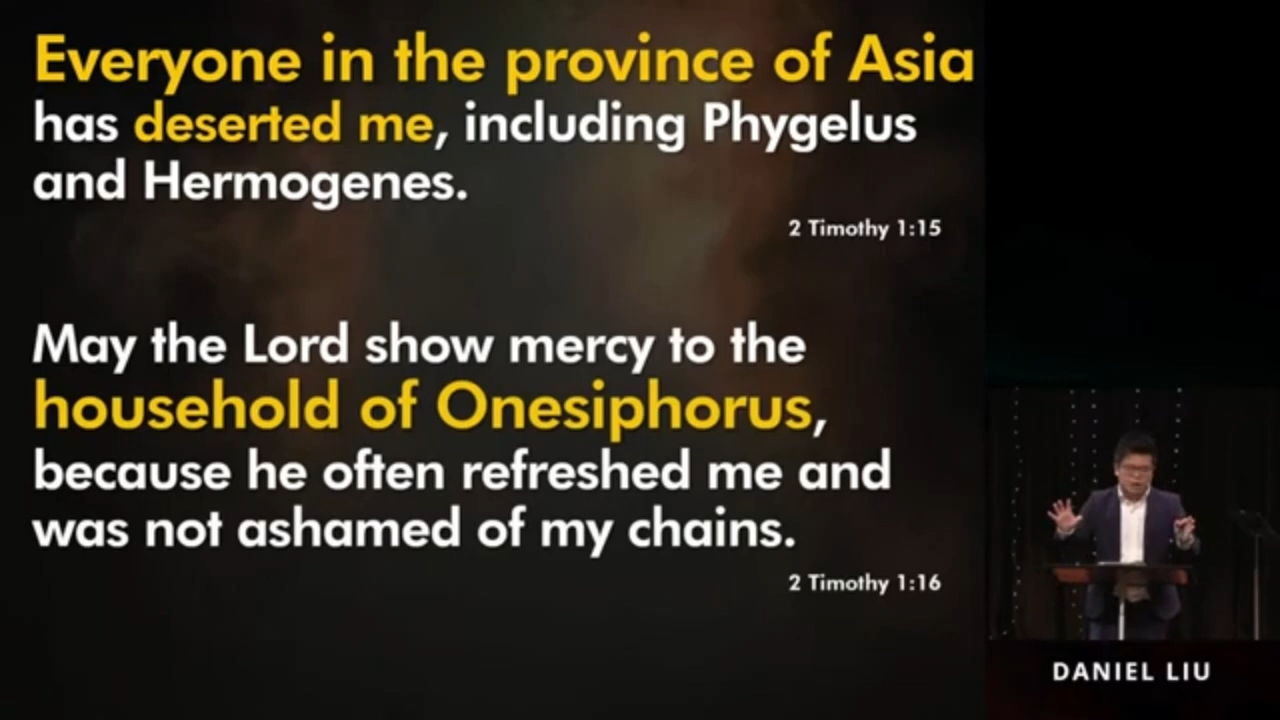 Everyone in the province of Asia
has deserted me, including Phygelus
and Hermogenes.
2 Timothy 1:15
May the Lord show mercy to the
household of Onesiphorus,
because he often refreshed me and
was not ashamed of my chains.
2 Timothy 1:16
DANIEL LIU